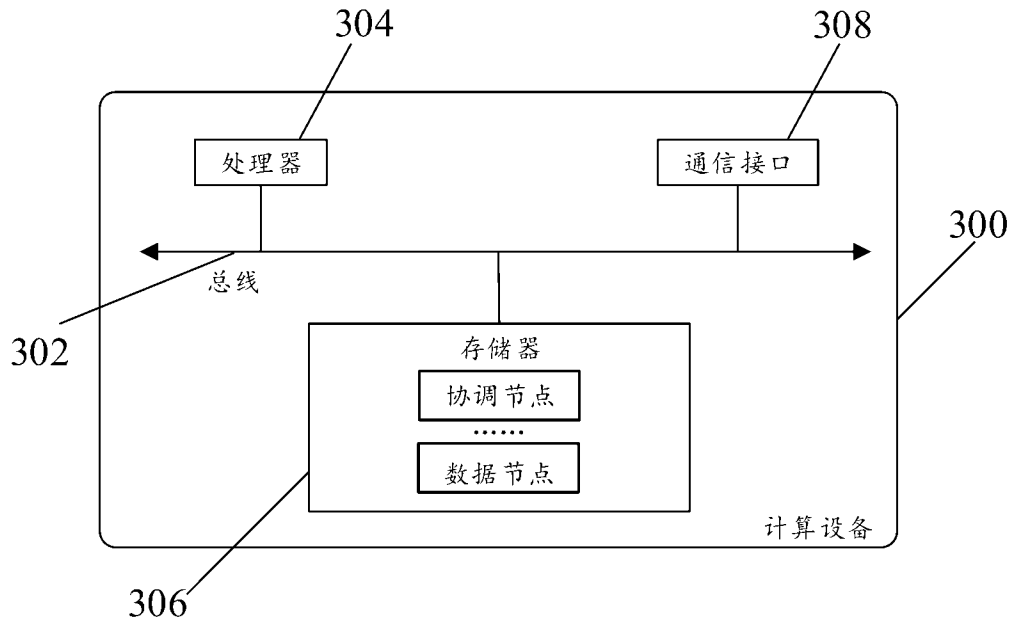 304
308
处理器
通信接口
300
总线
302
存储器
协调节点
……
数据节点
计算设备
306